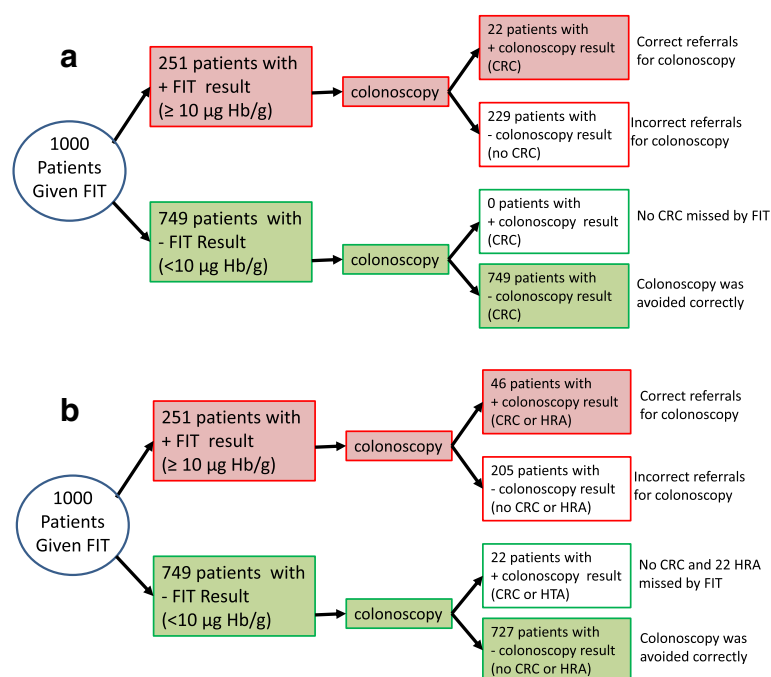 a
1000
Patients
Given FIT
251 patients with
+ FIT  result
(≥ 10 µg Hb/g)
colonoscopy
22 patients with
+ colonoscopy result
(CRC)
Correct referrals
for colonoscopy
229 patients with
- colonoscopy result
(no CRC)
Incorrect referrals
for colonoscopy
749 patients  with
- FIT Result
(<10 µg Hb/g)
colonoscopy
0 patients with
+ colonoscopy  result
(CRC)
No CRC missed by FIT
749 patients with
- colonoscopy result
(CRC)
Colonoscopy was
avoided correctly
b
1000
Patients
Given FIT
251 patients with
+ FIT  result
(≥ 10 µg Hb/g)
colonoscopy
46 patients with
+ colonoscopy result
(CRC or HRA)
Correct referrals
for colonoscopy
205 patients with
- colonoscopy result
(no CRC or HRA)
Incorrect referrals
for colonoscopy
749 patients  with
- FIT Result
(<10 µg Hb/g)
colonoscopy
22 patients with
+ colonoscopy  result
(CRC or HTA)
No CRC and 22 HRA
missed by FIT
727 patients with
- colonoscopy result
(no CRC or HRA)
Colonoscopy was
avoided correctly